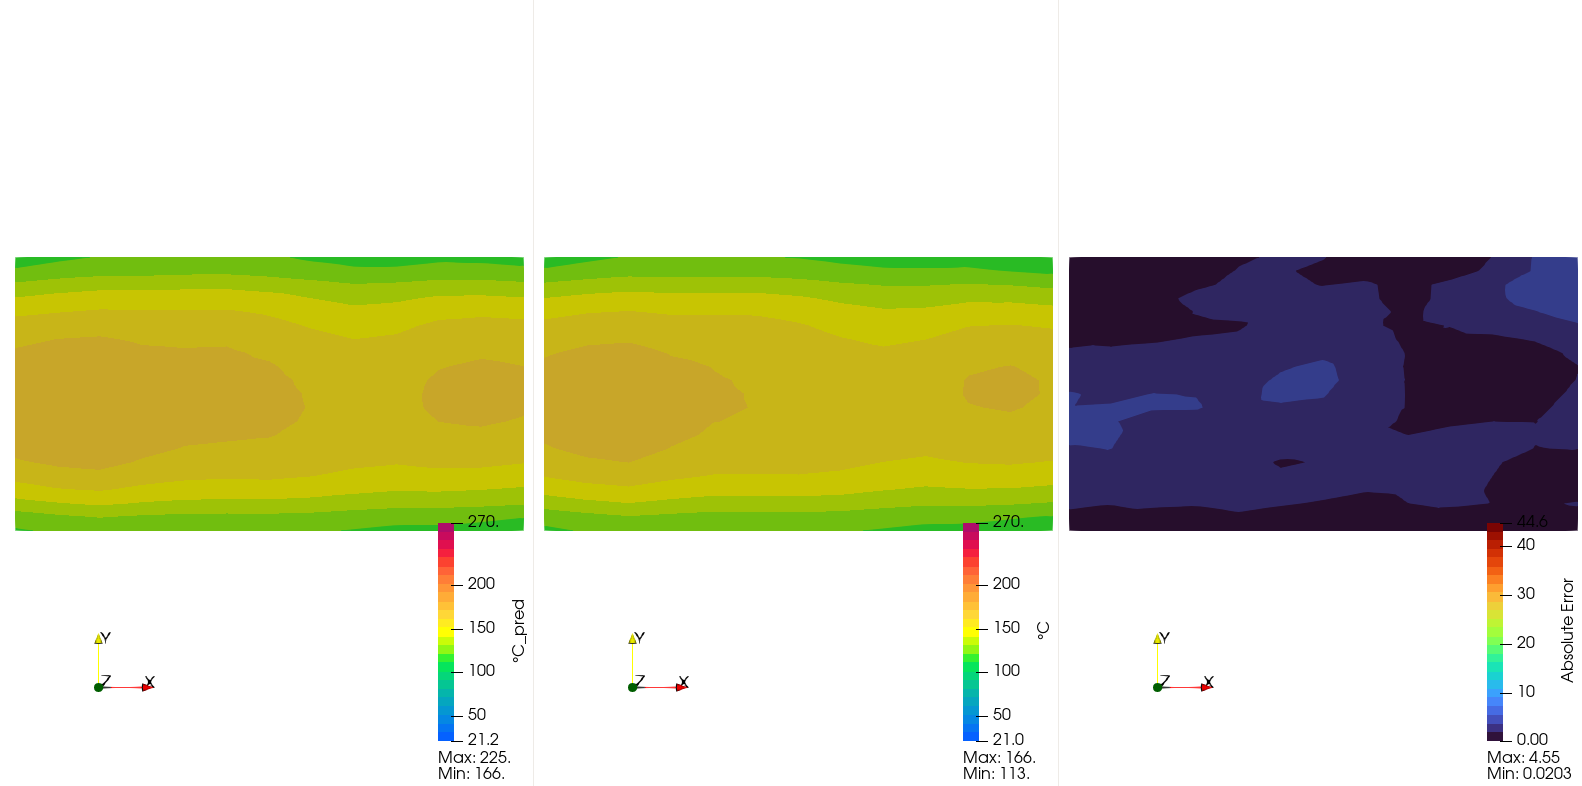 270.
200
150
100
50
21.2
°C_pred
Max: 225.
Min: 166.
Y
Z
X
270.
200
150
100
50
21.0
°C
Max: 166.
Min: 113.
Y
Z
X
44.6
40
30
20
10
0.00
Absolute Error
Max: 4.55
Min: 0.0203
Y
Z
X